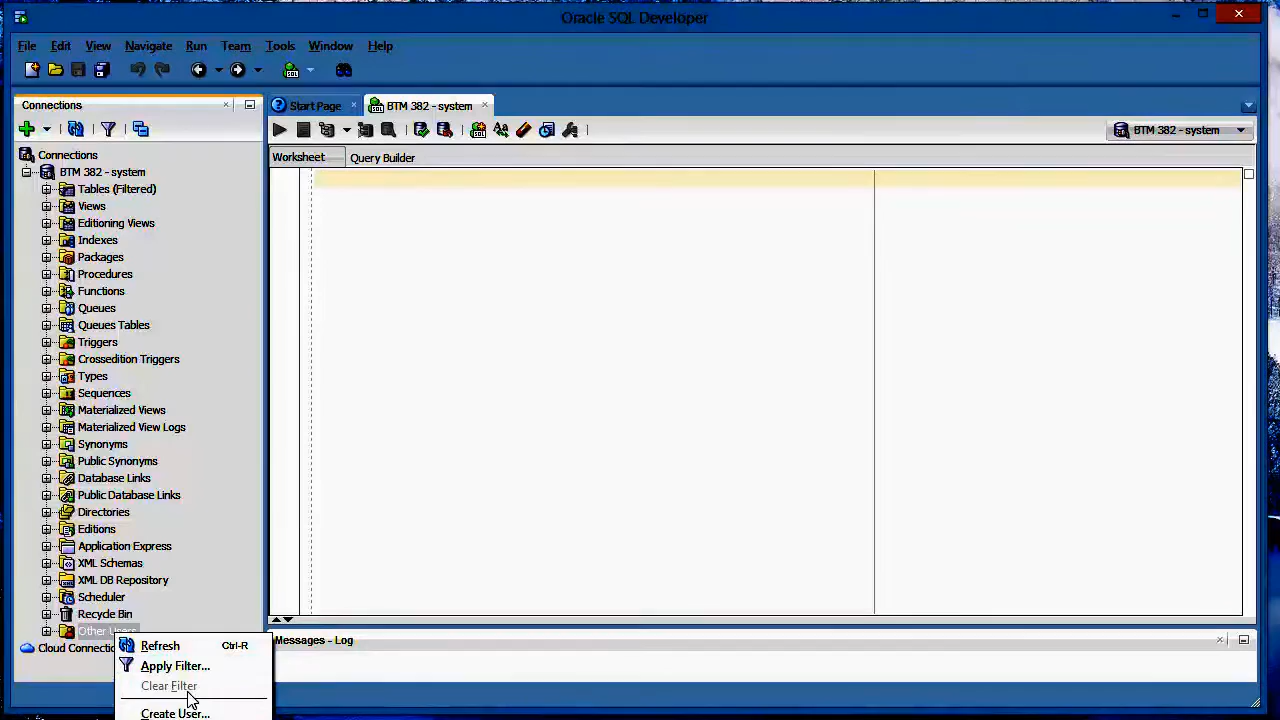 Oracle SQL Developer
File Edit View Navigate Run Team Tools Window Help
Connections
Start Page
BTM 382 - system
BTM 382 - system
Worksheet
Query Builder
Connections
BTM 382 - system
Tables (Filtered)
Views
Editioning Views
Indexes
Packages
Procedures
Functions
Queues
Queues Tables
Triggers
Crossedition Triggers
Types
Sequences
Materialized Views
Materialized View Logs
Synonyms
Public Synonyms
Database Links
Public Database Links
Directories
Editions
Application Express
XML Schemas
XML DB Repository
Scheduler
Recycle Bin
Other Users
Cloud Connectio
Refresh Ctrl-R
Apply Filter...
Clear Filter
Create User...
Messages - Log